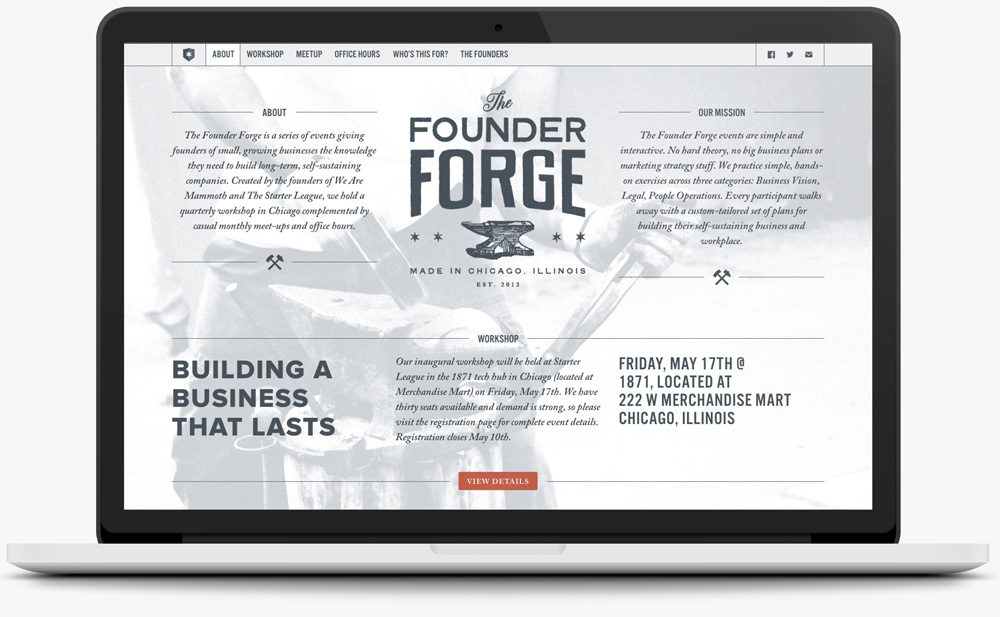 ABOUT
WORKSHOP
MEETUP
OFFICE HOURS
WHO'S THIS FOR?
THE FOUNDERS
ABOUT
The Founder Forge is a series of events giving
founders of small, growing businesses the knowledge
they need to build long-term, self-sustaining
companies. Created by the founders of We Are
Mammoth and The Starter League, we hold a
quarterly workshop in Chicago complemented by
casual monthly meet-ups and office hours.
The
FOUNDER
FORGE
MADE IN CHICAGO, ILLINOIS
EST. 2013
OUR MISSION
The Founder Forge events are simple and
interactive. No hard theory, no big business plans or
marketing strategy stuff. We practice simple, hands-
on exercises across three categories: Business Vision,
Legal, People Operations. Every participant walks
away with a custom-tailored set of plans for
building their self-sustaining business and
workplace.
BUILDING A
BUSINESS
THAT LASTS
WORKSHOP
Our inaugural workshop will be held at Starter
League in the 1871 tech hub in Chicago (located at
Merchandise Mart) on Friday, May 17th. We have
thirty seats available and demand is strong, so please
visit the registration page for complete event details.
Registration closes May 10th.
FRIDAY, MAY 17TH @
1871, LOCATED AT
222 W MERCHANDISE MART
CHICAGO, ILLINOIS
VIEW DETAILS